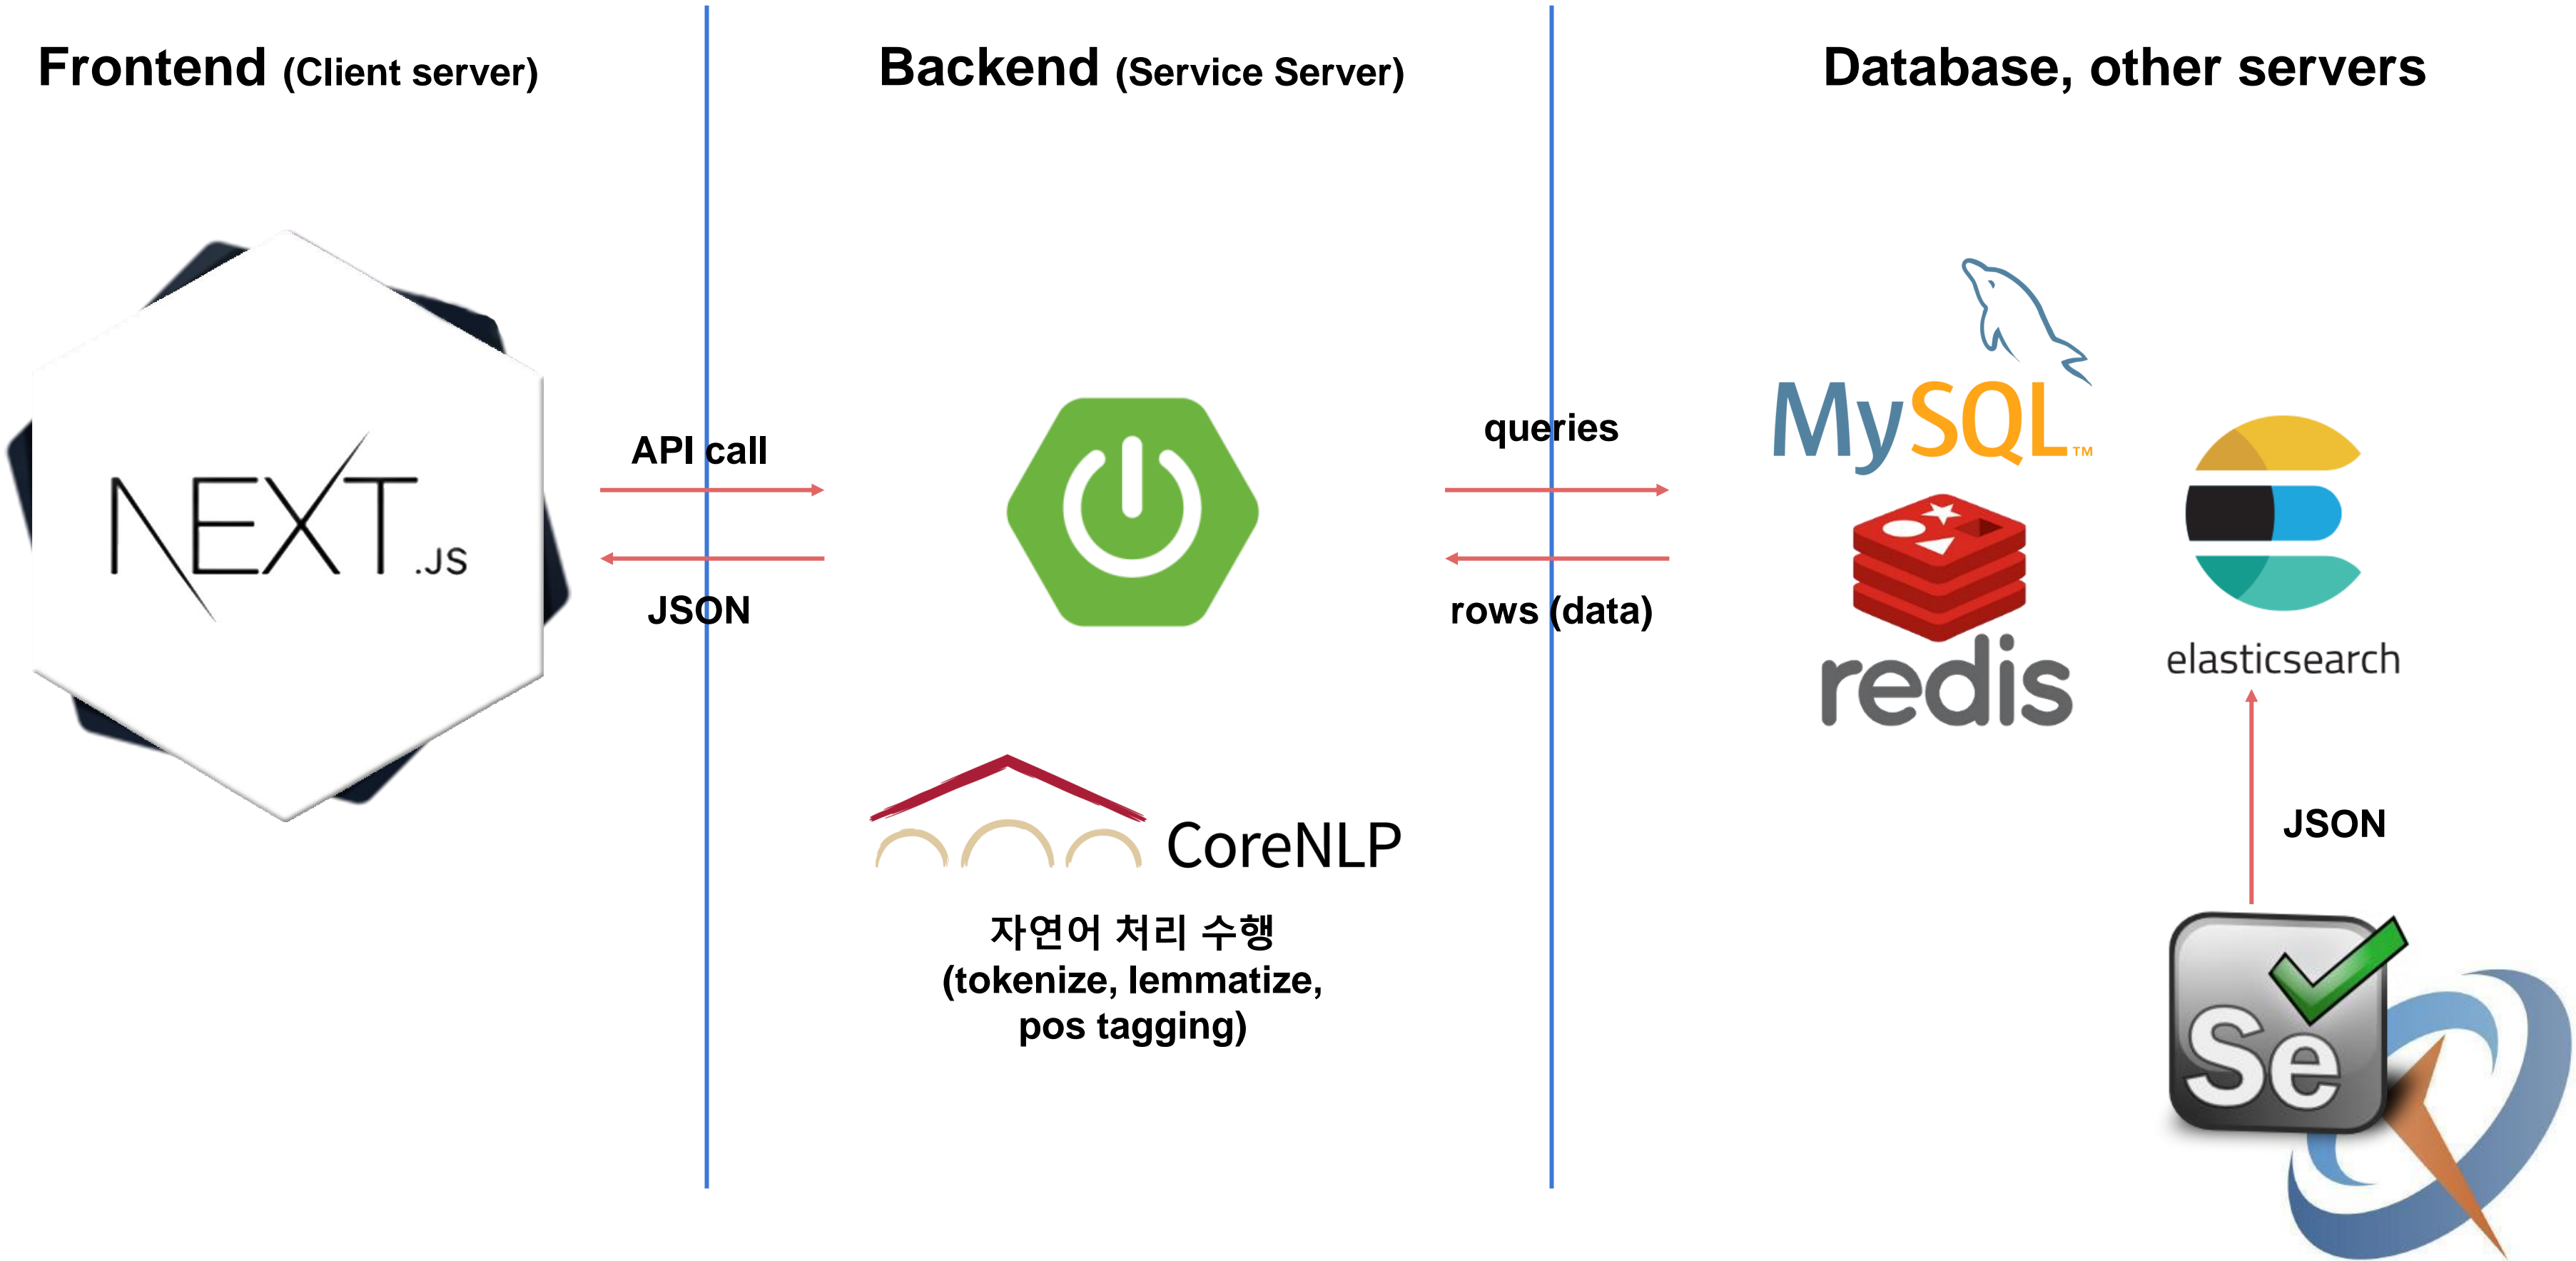 Frontend (Client server)
Backend (Service Server)
Database, other servers
NEXT.JS
API call
JSON
queries
rows (data)
MySQL™
redis
elasticsearch
CoreNLP
자연어 처리 수행
(tokenize, lemmatize,
pos tagging)
JSON
Se